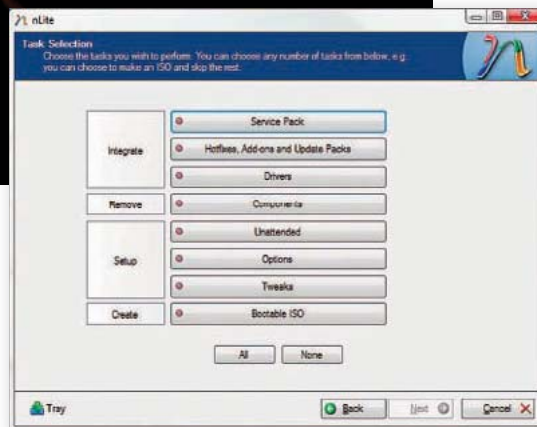 nLite
Task Selection
Choose the tasks you wish to perform. You can choose any number of tasks from below, e.g.
you can choose to make an ISO and skip the rest.
Integrate
Service Pack
Hotfixes, Add-ons and Update Packs
Drivers
Remove
Components
Setup
Unattended
Options
Tweaks
Create
Bootable ISO
All None
Tray Back Next Cancel